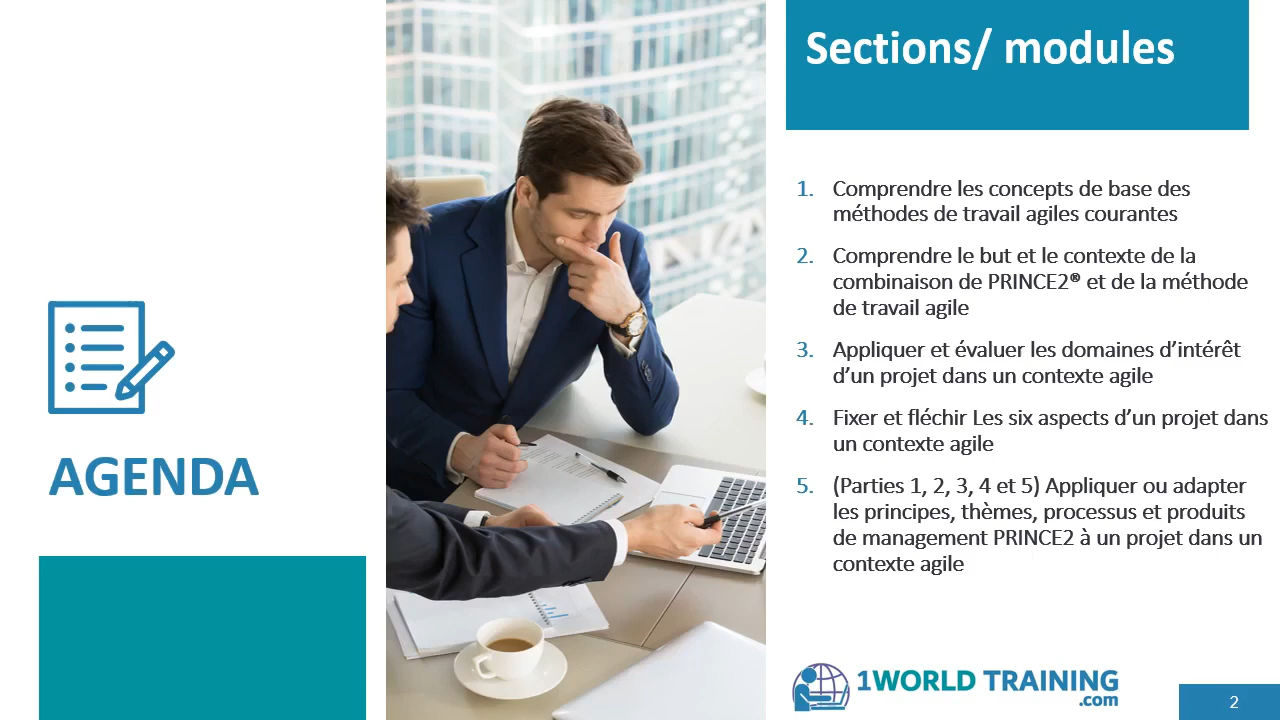 AGENDA
Sections/ modules
1. Comprendre les concepts de base des
méthodes de travail agiles courantes
2. Comprendre le but et le contexte de la
combinaison de PRINCE2® et de la méthode
de travail agile
3. Appliquer et évaluer les domaines d’intérêt
d’un projet dans un contexte agile
4. Fixer et fléchir Les six aspects d’un projet dans
un contexte agile
5. (Parties 1, 2, 3, 4 et 5) Appliquer ou adapter
les principes, thèmes, processus et produits
de management PRINCE2 à un projet dans un
contexte agile
1WORLD TRAINING
.com
2